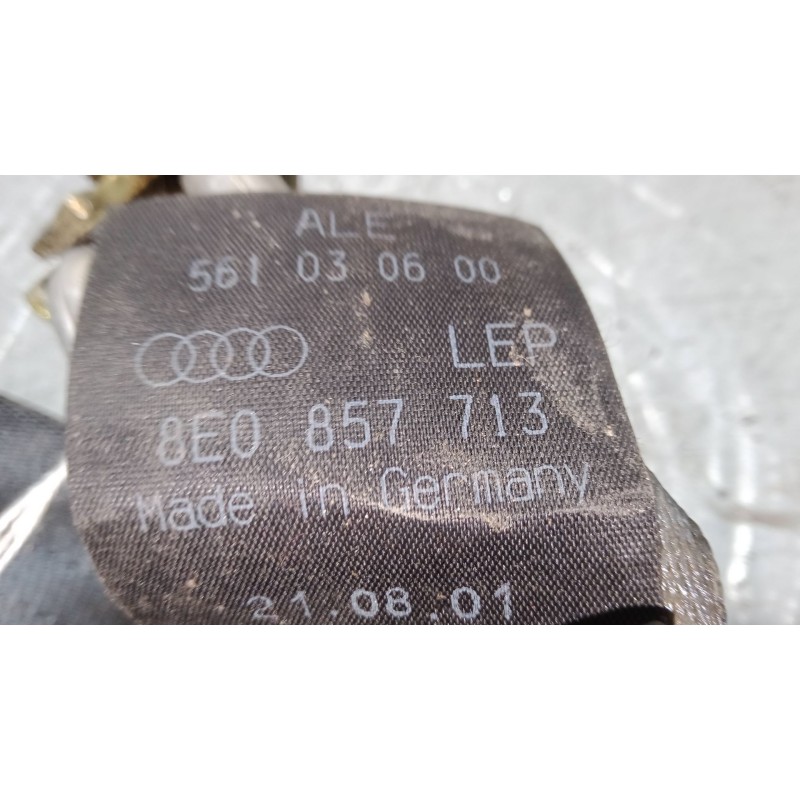 ALE
561 03 06 00
LEP
8E0 857 713
Made in Germany
21.08.01